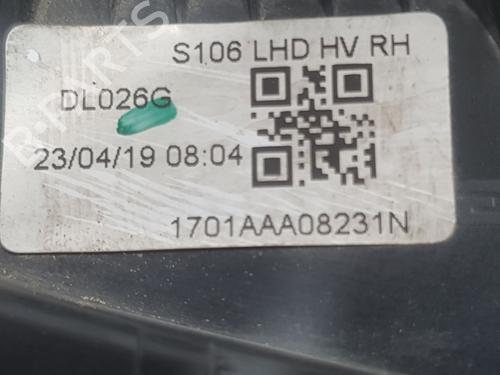 S106 LHD HV RH
DL026G
23/04/19 08:04
1701AAA08231N